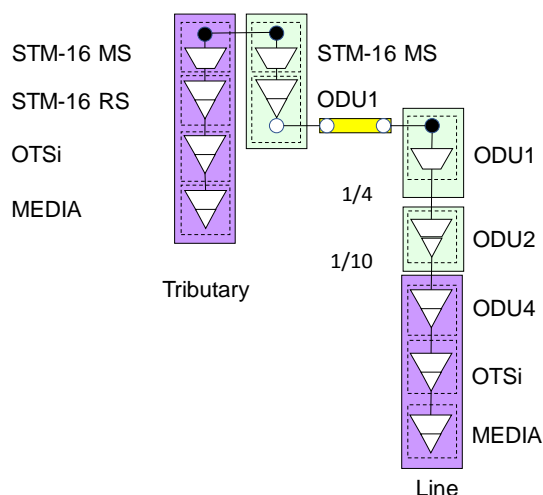 STM-16 MS
STM-16 RS
OTSi
MEDIA
Tributary
STM-16 MS
ODU1
1/4
1/10
ODU1
ODU2
ODU4
OTSi
MEDIA
Line